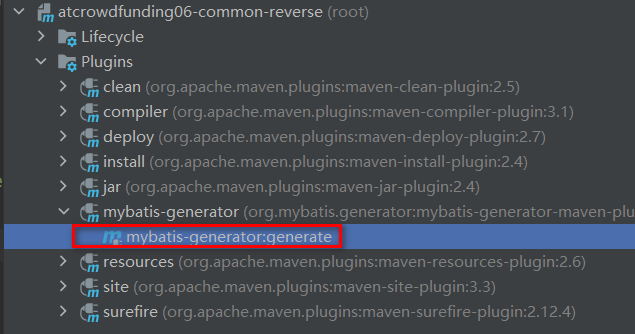 atcrowdfunding06-common-reverse (root)
Lifecycle
Plugins
clean (org.apache.maven.plugins:maven-clean-plugin:2.5)
compiler (org.apache.maven.plugins:maven-compiler-plugin:3.1)
deploy (org.apache.maven.plugins:maven-deploy-plugin:2.7)
install (org.apache.maven.plugins:maven-install-plugin:2.4)
jar (org.apache.maven.plugins:maven-jar-plugin:2.4)
mybatis-generator (org.mybatis.generator:mybatis-generator-maven-plu
mybatis-generator:generate
resources (org.apache.maven.plugins:maven-resources-plugin:2.6)
site (org.apache.maven.plugins:maven-site-plugin:3.3)
surefire (org.apache.maven.plugins:maven-surefire-plugin:2.12.4)